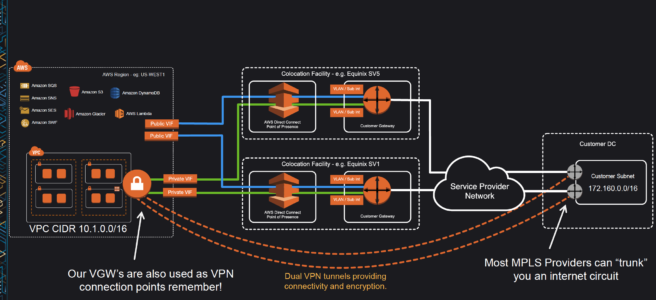 AWS
AWS Region - eg. US-WEST1
Amazon SQS
Amazon S3
Amazon DynamoDB
Amazon SNS
Amazon SES
Amazon Glacier
AWS Lambda
Amazon SWF
Public VIF
Public VIF
VPC
Private VIF
Private VIF
VPC CIDR 10.1.0.0/16
Colocation Facility - e.g. Equinix SV5
AWS Direct Connect
Point of Presence
VLAN / Sub Int
VLAN / Sub Int
Customer Gateway
Colocation Facility - e.g. Equinix SV1
AWS Direct Connect
Point of Presence
VLAN / Sub Int
VLAN / Sub Int
Customer Gateway
Service Provider
Network
Customer DC
Customer Subnet
172.160.0.0/16
Our VGW's are also used as VPN
connection points remember!
Dual VPN tunnels providing
connectivity and encryption.
Most MPLS Providers can “trunk”
you an internet circuit